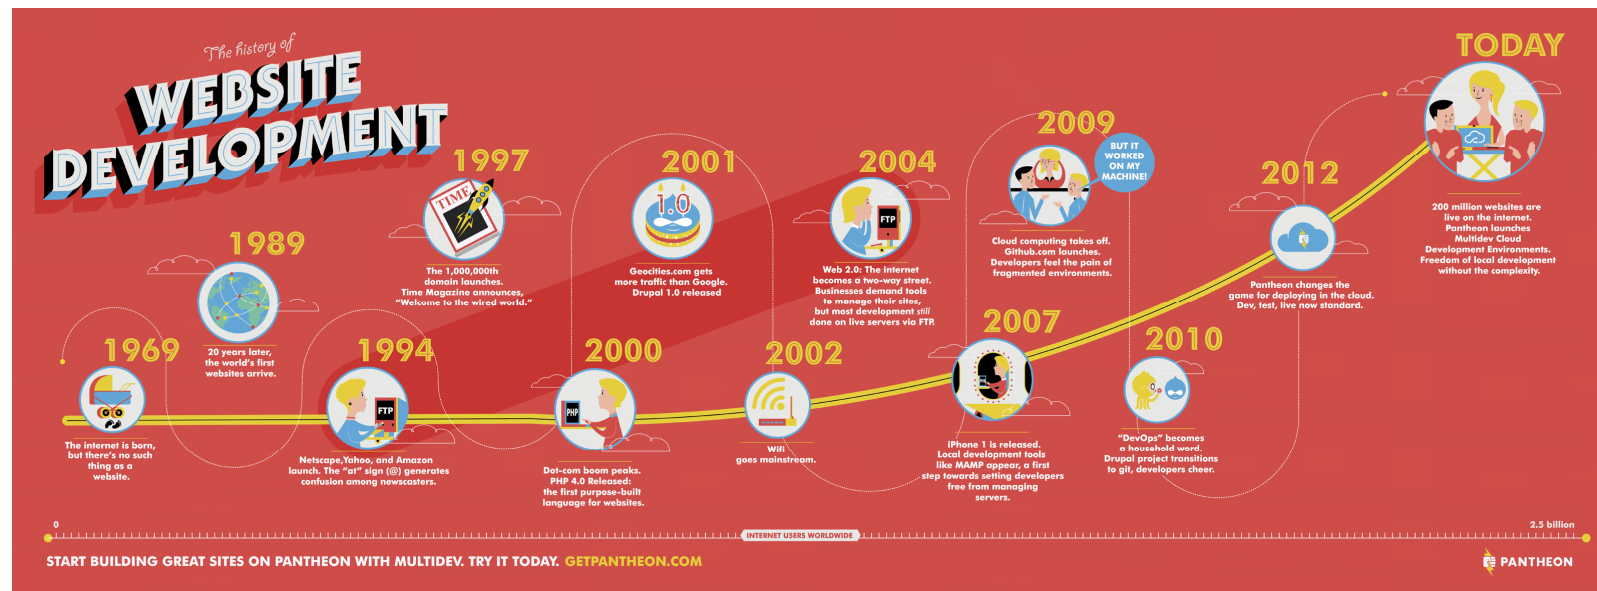 The history of
WEBSITE
DEVELOPMENT
1969
The internet is born,
but there's no such
thing as a
website.
1989
20 years later,
the world's first
websites arrive.
1994
FTP
Netscape,Yahoo, and Amazon
launch. The "at" sign (@) generates
confusion among newscasters.
1997
TIME
The 1,000,000th
domain launches.
Time Magazine announces,
"Welcome to the wired world."
2000
PHP
Dot-com boom peaks.
PHP 4.0 Released:
the first purpose-built
language for websites.
2001
1.0
Geocities.com gets
more traffic than Google.
Drupal 1.0 released
2002
Wifi
goes mainstream.
2004
FTP
Web 2.0: The internet
becomes a two-way street.
Businesses demand tools
to manage their sites,
but most development still
done on live servers via FTP.
2007
iPhone 1 is released.
Local development tools
like MAMP appear, a first
step towards setting developers
free from managing
servers.
2009
BUT IT
WORKED
ON MY
MACHINE!
Cloud computing takes off.
Github.com launches.
Developers feel the pain of
fragmented environments.
2010
"DevOps" becomes
a household word.
Drupal project transitions
to git, developers cheer.
2012
Pantheon changes the
game for deploying in the cloud.
Dev, test, live now standard.
TODAY
200 million websites are
live on the internet.
Pantheon launches
Multidev Cloud
Development Environments.
Freedom of local development
without the complexity.
0
INTERNET USERS WORLDWIDE
2.5 billion
START BUILDING GREAT SITES ON PANTHEON WITH MULTIDEV. TRY IT TODAY. GETPANTHEON.COM
PANTHEON